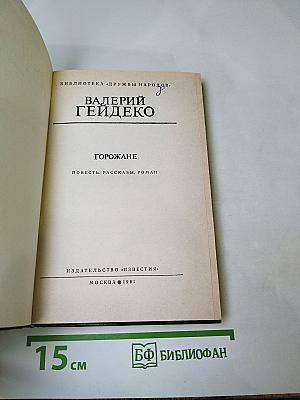 БИБЛИОТЕКА «ДРУЖБЫ НАРОДОВ»
ВАЛЕРИЙ
ГЕЙДЕКО
ГОРОЖАНЕ
ПОВЕСТЬ, РАССКАЗЫ, РОМАН
ИЗДАТЕЛЬСТВО «ИЗВЕСТИЯ»
МОСКВА ● 1981
15 см
БФ БИБЛИОФАН